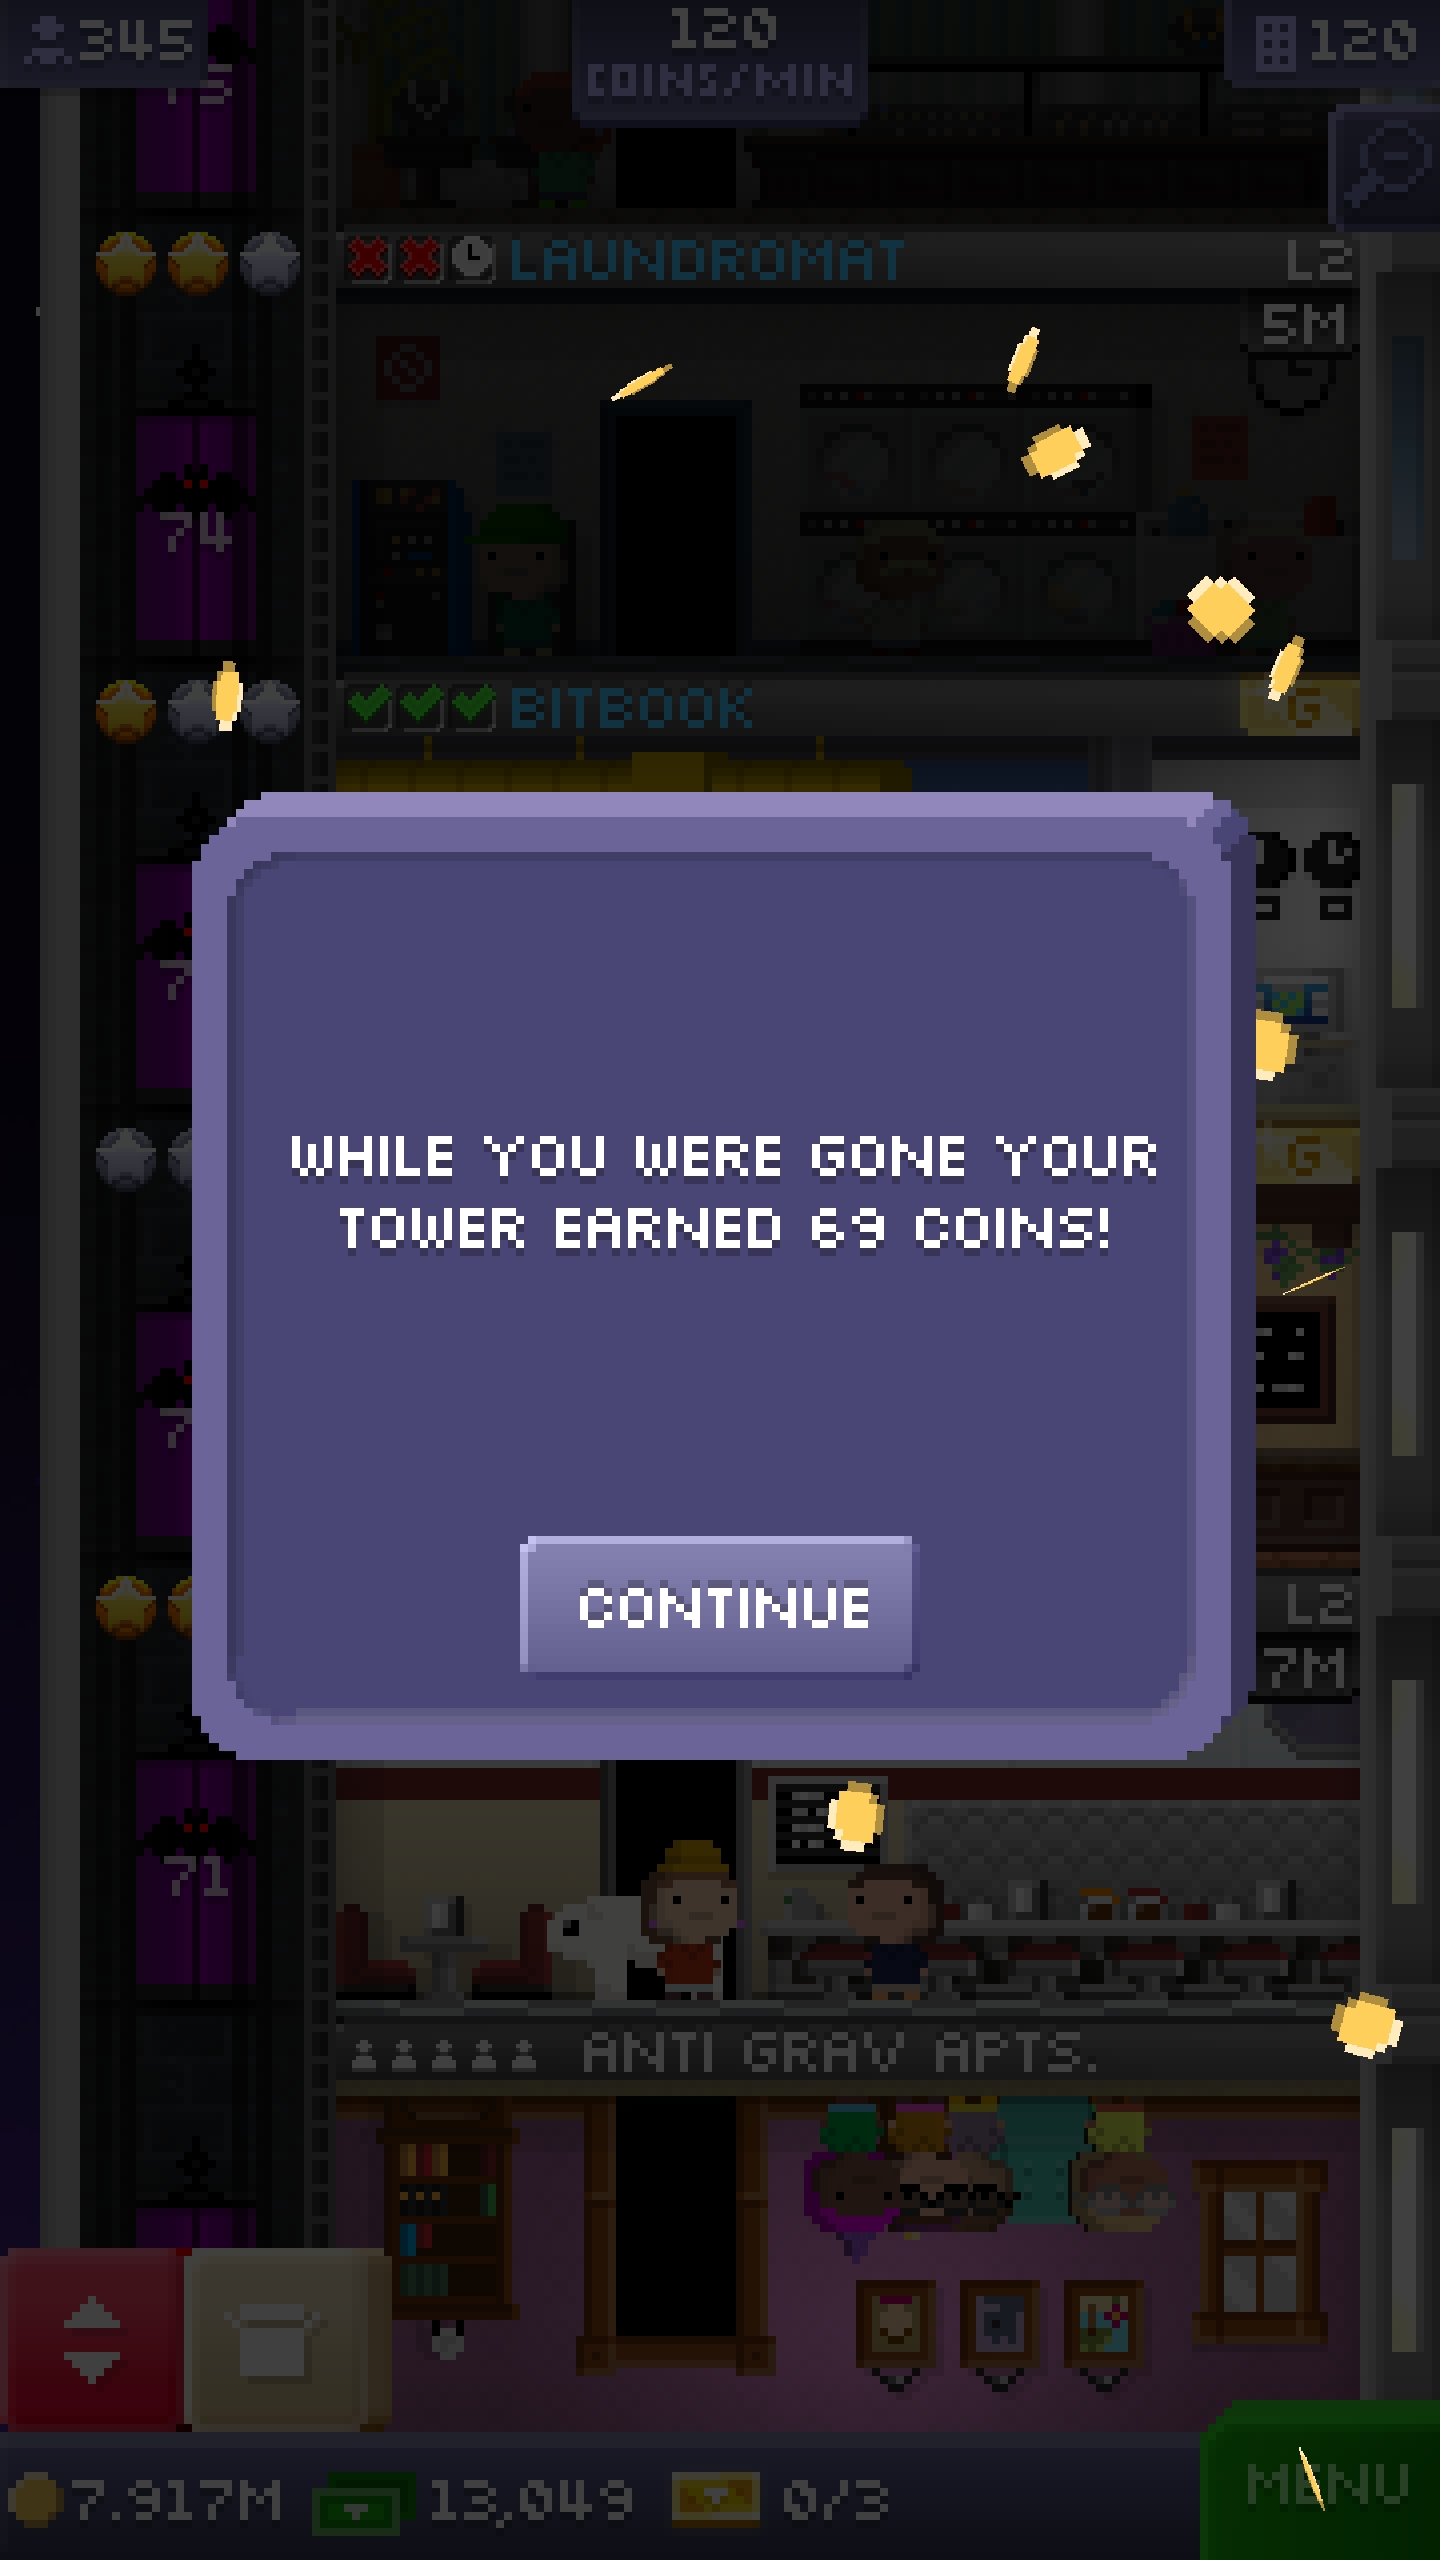 345
120
COINS/MIN
120
LAUNDROMAT
L2
5M
74
BITBOOK
G
WHILE YOU WERE GONE YOUR
TOWER EARNED 69 COINS!
G
CONTINUE
L2
7M
71
ANTI GRAV APTS.
7.917M
13,049
0/3
MENU